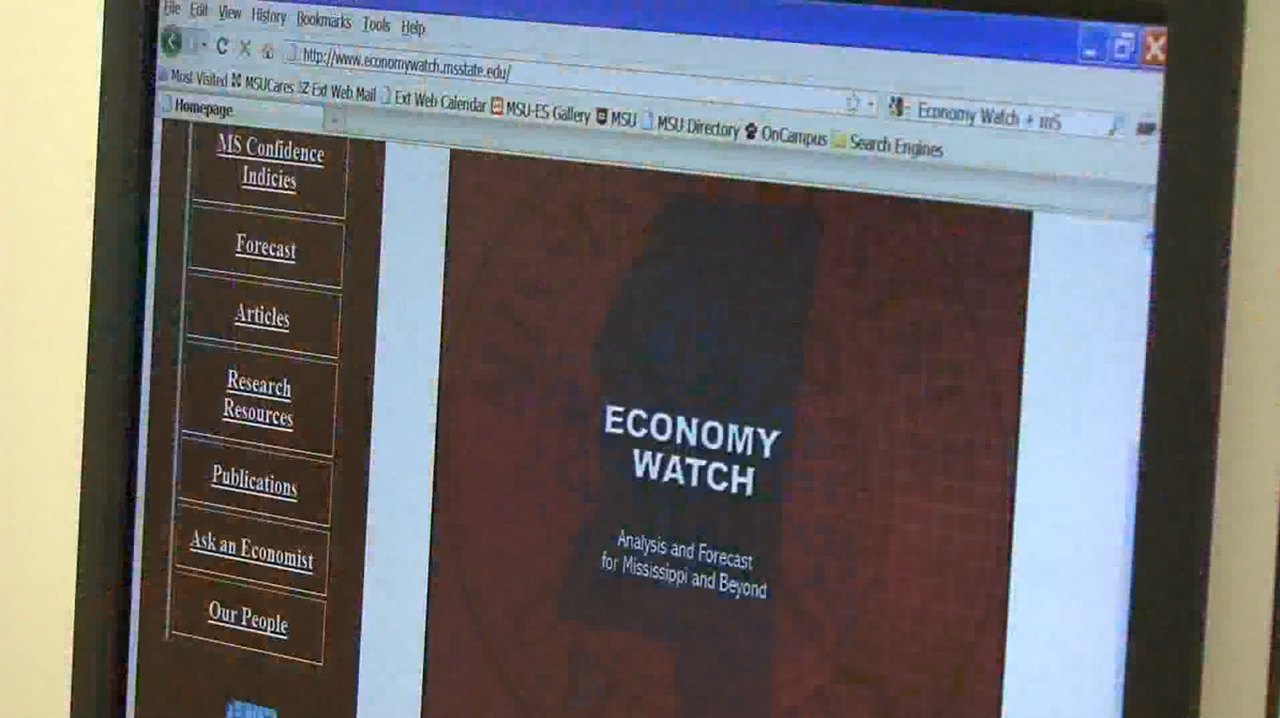 File Edit View History Bookmarks Tools Help
http://www.economywatch.msstate.edu/
Economy Watch + ms
Most Visited MSUCares Ext Web Mail Ext Web Calendar MSU-ES Gallery MSU MSU Directory OnCampus Search Engines
Homepage
MS Confidence
Indicies
Forecast
Articles
Research
Resources
Publications
Ask an Economist
Our People
ECONOMY
WATCH
Analysis and Forecast
for Mississippi and Beyond